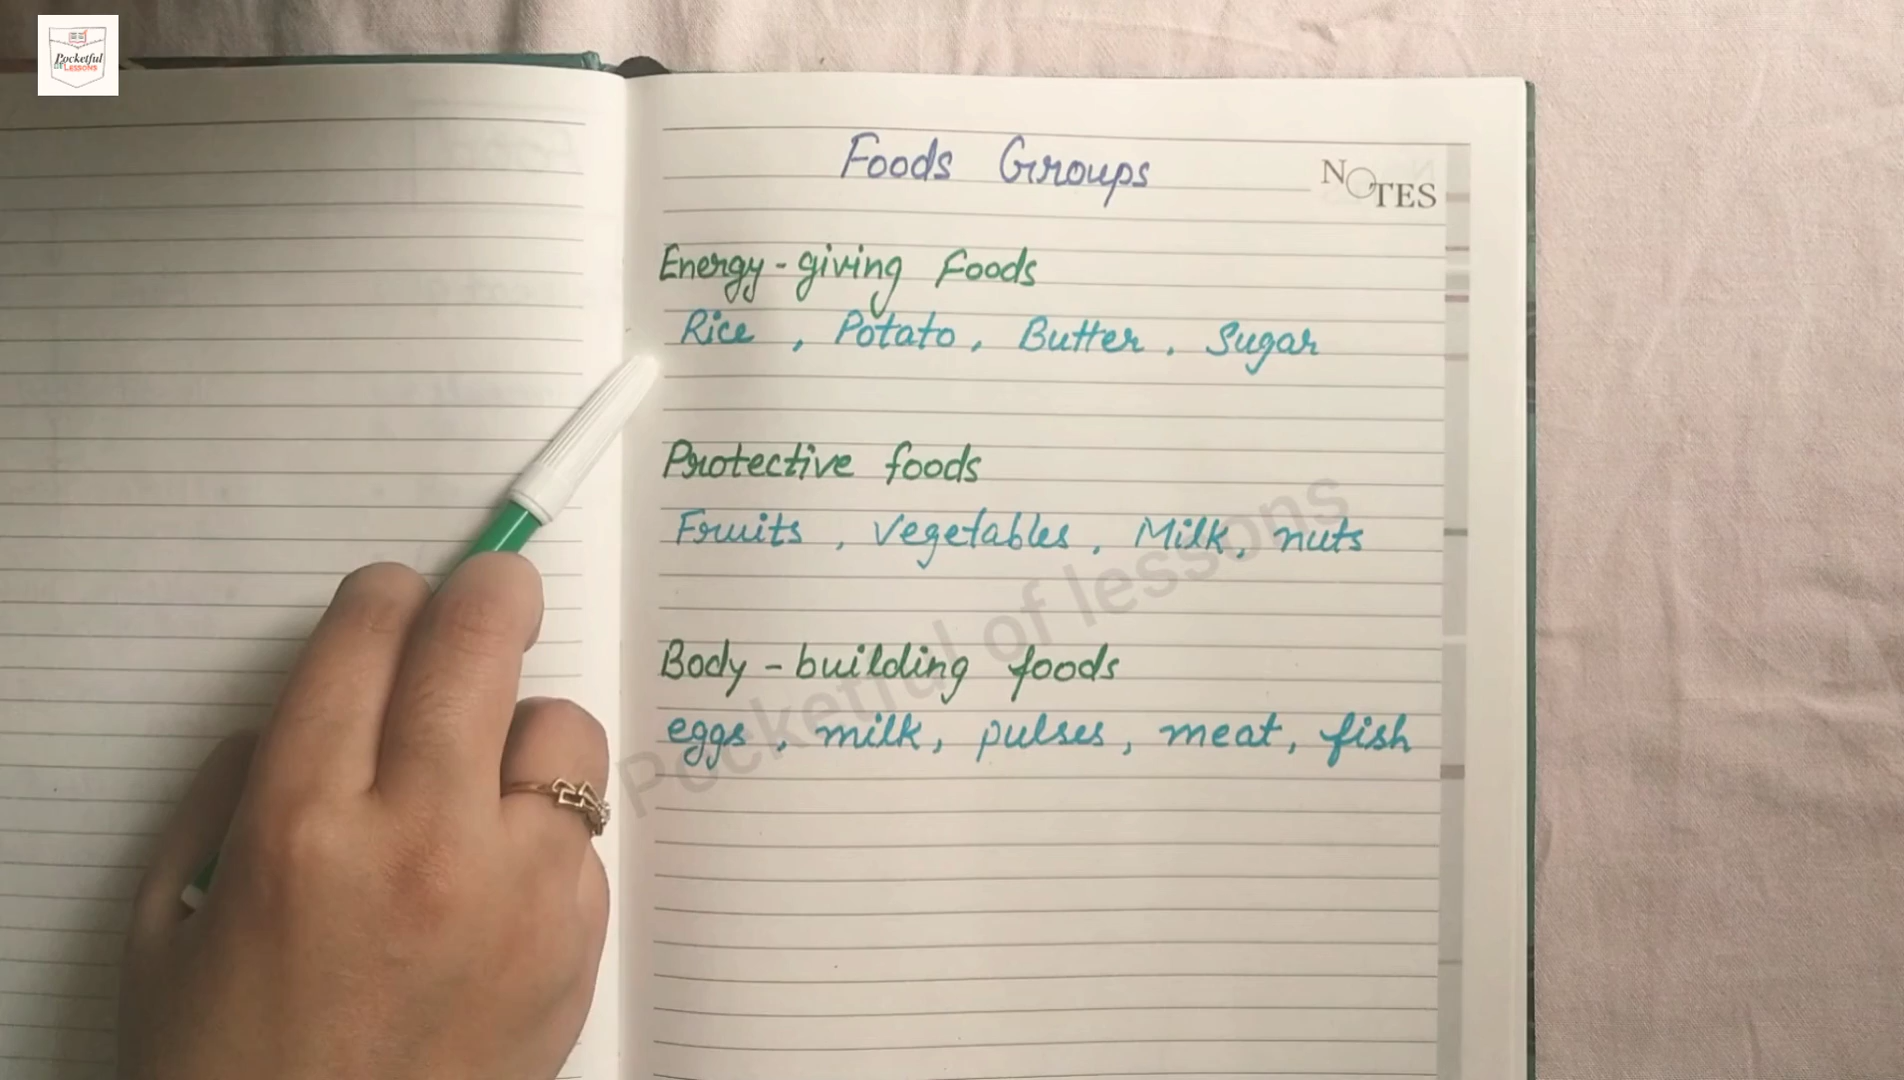 Pocketful
OF LESSONS
Foods Groups
NOTES
Energy-giving Foods
Rice, Potato, Butter, Sugar
Protective foods
Fruits, Vegetables, Milk, nuts
Body-building foods
eggs, milk, pulses, meat, fish
Pocketful of lessons